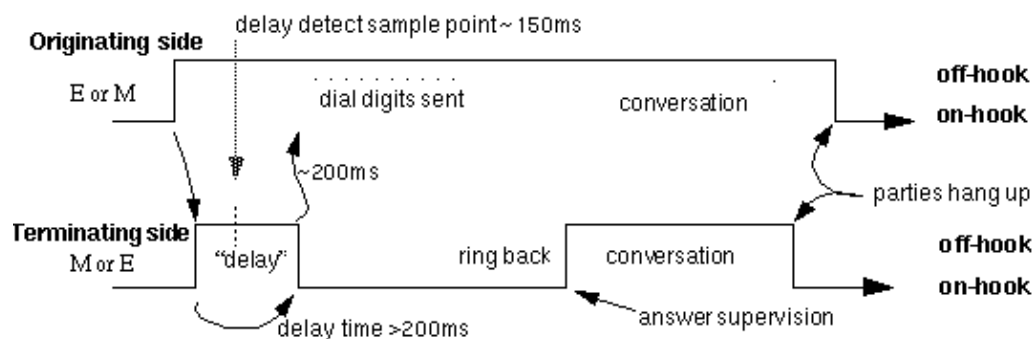 delay detect sample point ~ 150ms
Originating side
E or M
dial digits sent
conversation
off-hook
on-hook
~200ms
parties hang up
Terminating side
M or E
"delay"
ring back
conversation
off-hook
on-hook
delay time >200ms
answer supervision